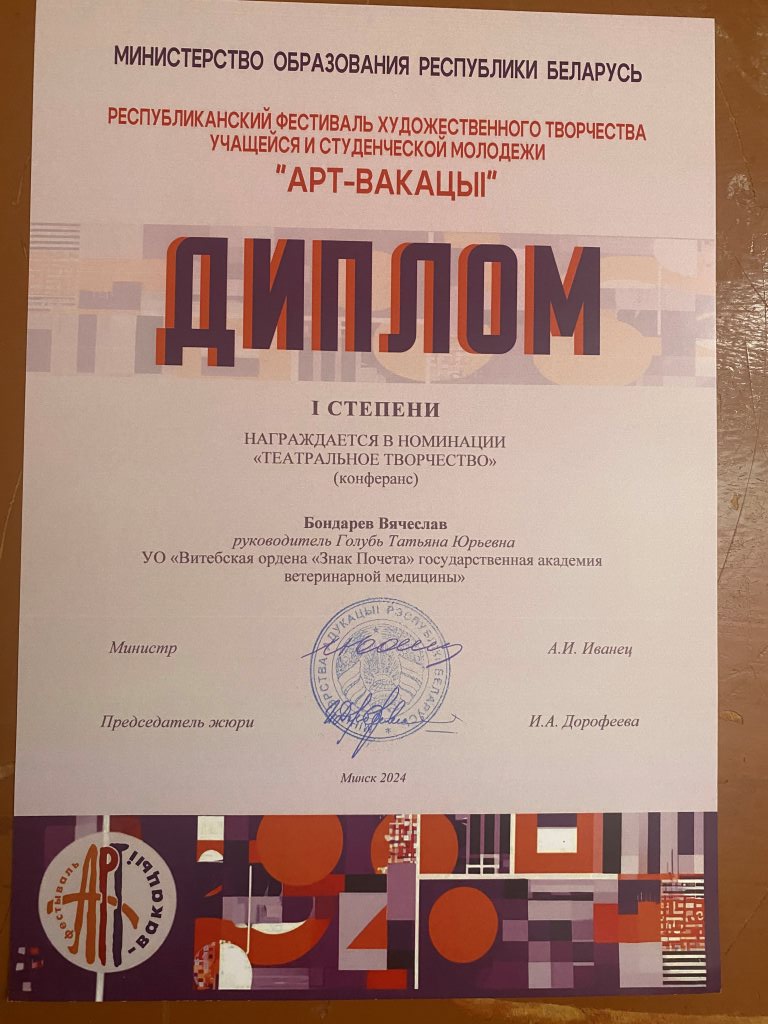 МИНИСТЕРСТВО ОБРАЗОВАНИЯ РЕСПУБЛИКИ БЕЛАРУСЬ
РЕСПУБЛИКАНСКИЙ ФЕСТИВАЛЬ ХУДОЖЕСТВЕННОГО ТВОРЧЕСТВА
УЧАЩЕЙСЯ И СТУДЕНЧЕСКОЙ МОЛОДЕЖИ
"АРТ-ВАКАЦЫI"
ДИПЛОМ
I СТЕПЕНИ
НАГРАЖДАЕТСЯ В НОМИНАЦИИ
«ТЕАТРАЛЬНОЕ ТВОРЧЕСТВО»
(конферанс)
Бондарев Вячеслав
руководитель Голубь Татьяна Юрьевна
УО «Витебская ордена «Знак Почета» государственная академия
ветеринарной медицины»
Министр
А.И. Иванец
Председатель жюри
И.А. Дорофеева
Минск 2024
фестываль
АРТ
-вакацыі